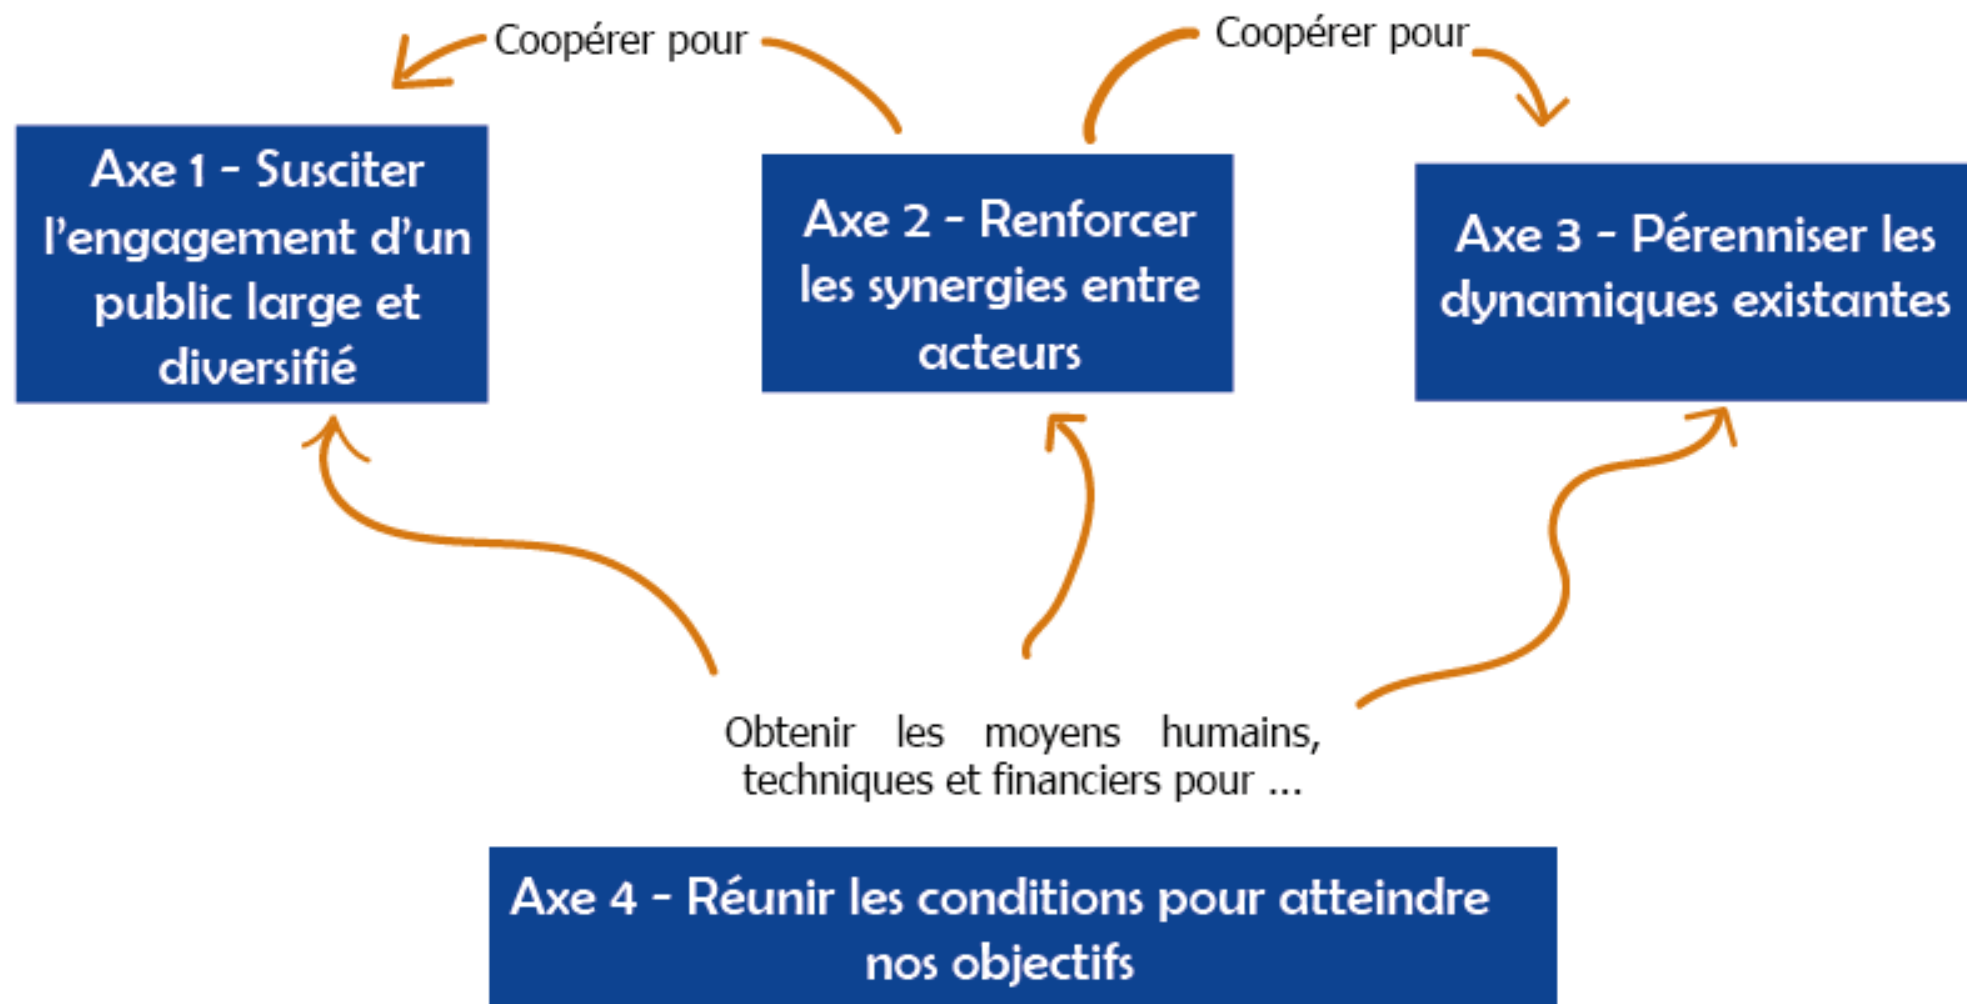 Coopérer pour
Coopérer pour
Axe 1 - Susciter
l'engagement d'un
public large et
diversifié
Axe 2 - Renforcer
les synergies entre
acteurs
Axe 3 - Pérenniser les
dynamiques existantes
Obtenir les moyens humains,
techniques et financiers pour ...
Axe 4 - Réunir les conditions pour atteindre
nos objectifs